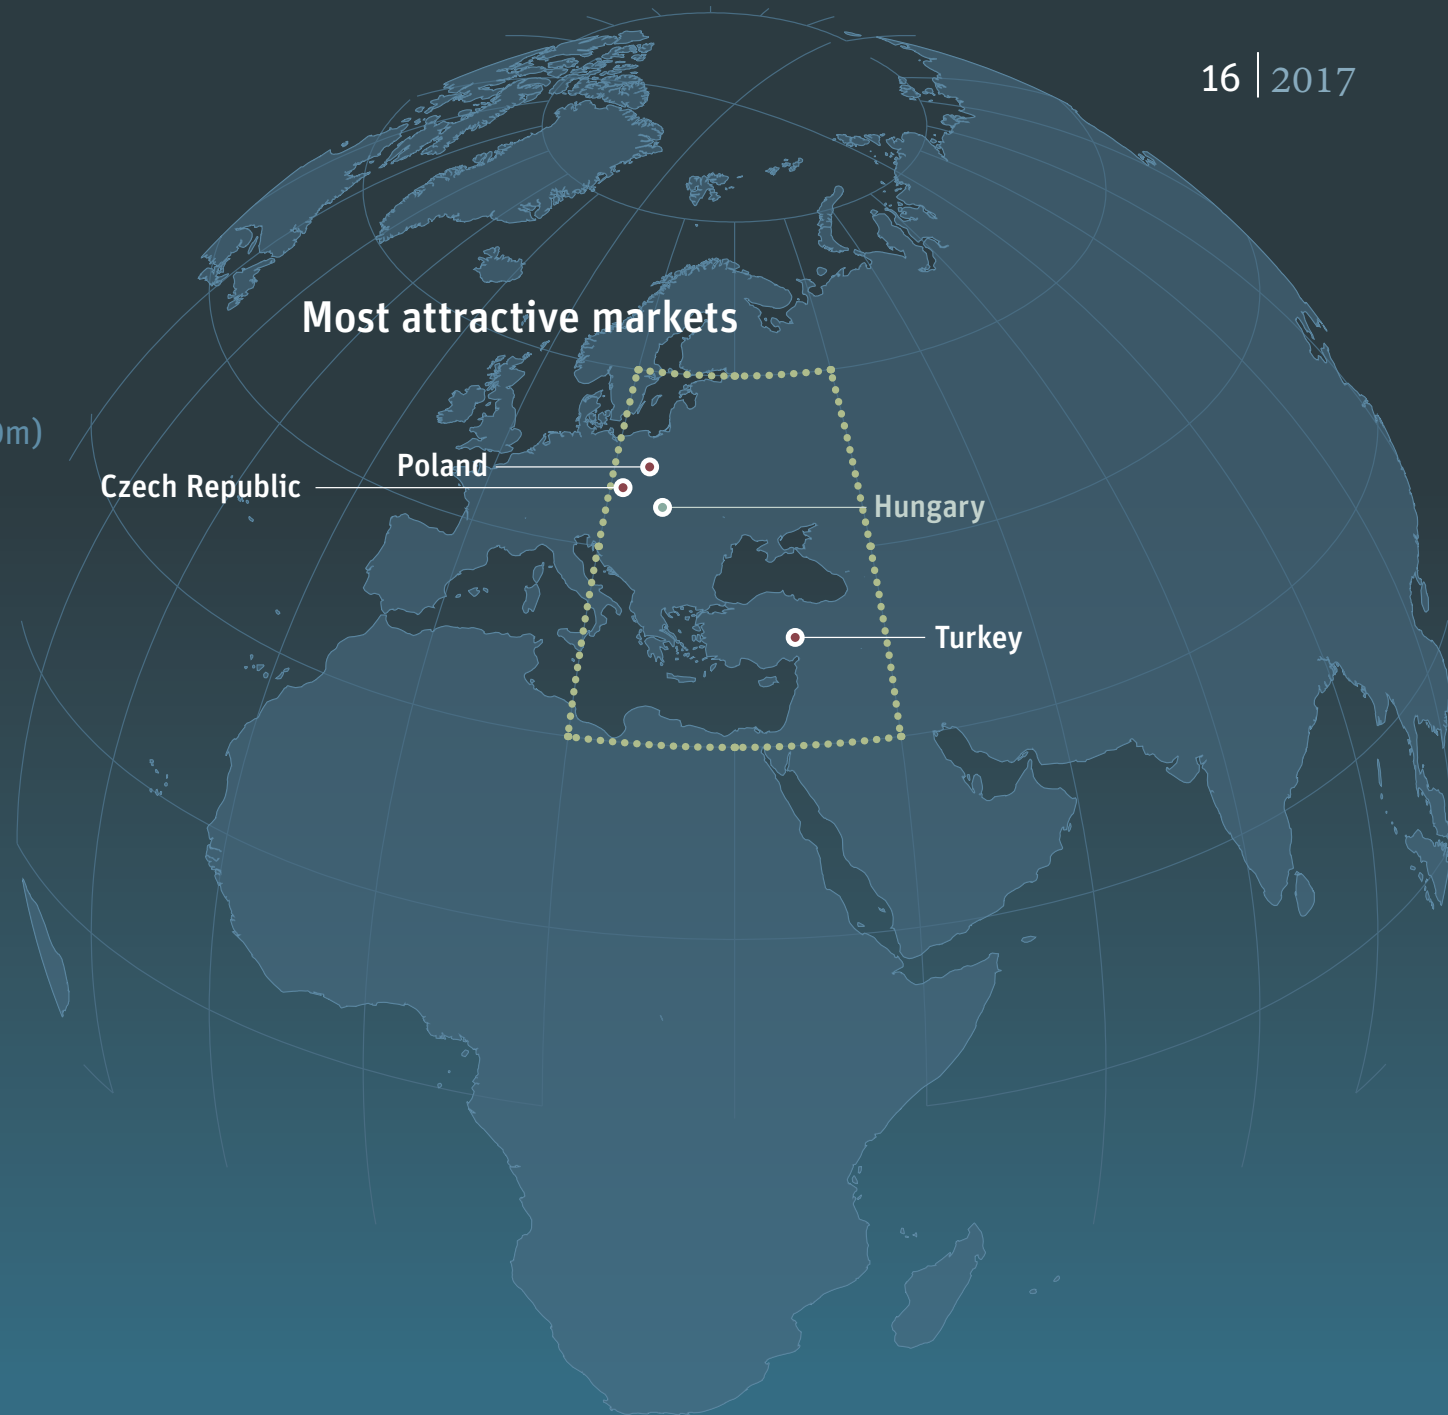 16 | 2017
Most attractive markets
m)
Poland
Czech Republic
Hungary
Turkey